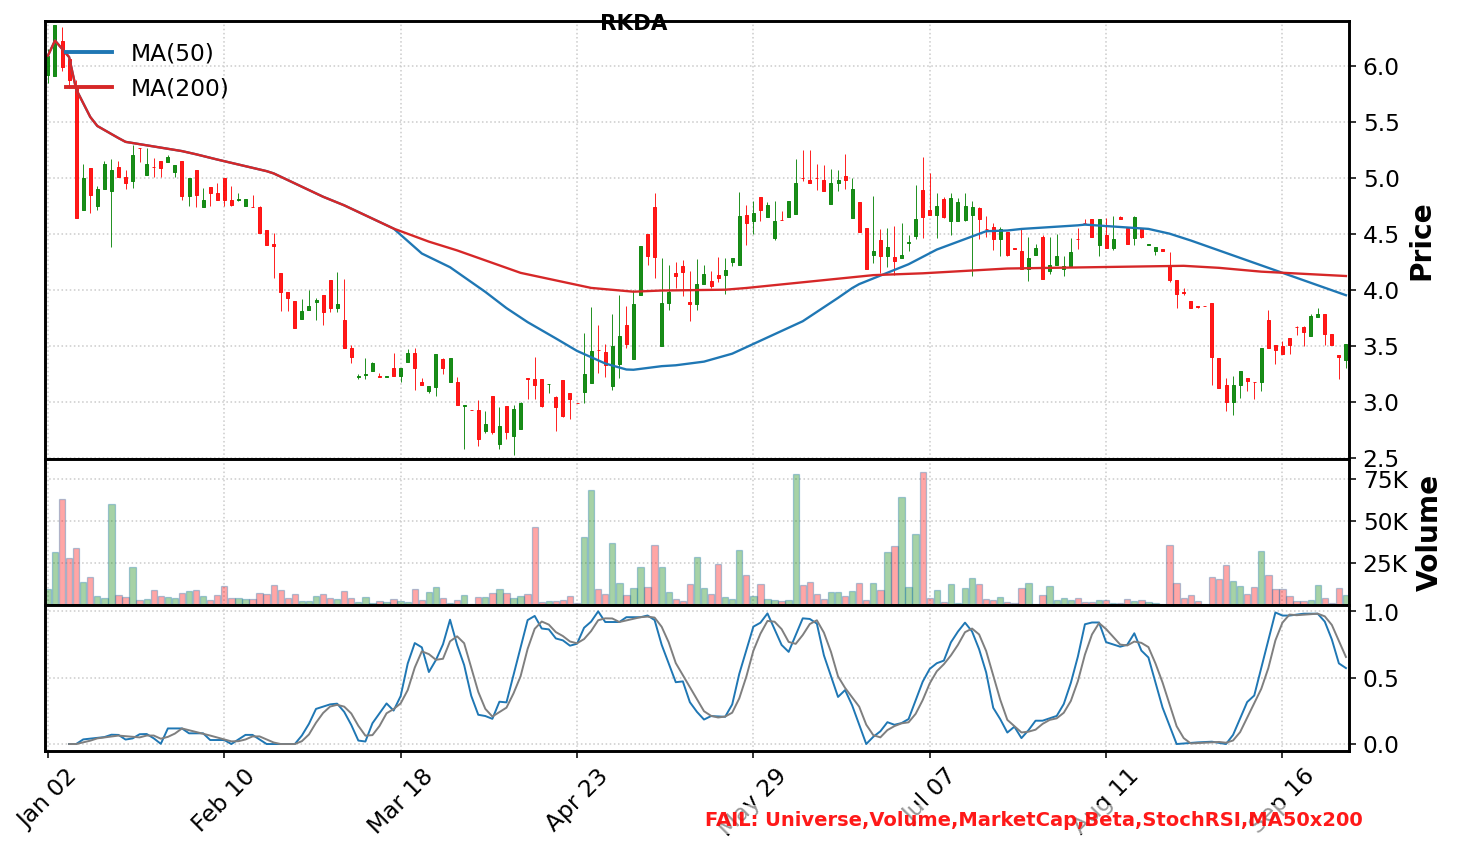 RKDA
MA(50)
MA(200)
6.0
5.5
5.0
4.5
4.0
3.5
3.0
2.5
Price
75K
50K
25K
Volume
1.0
0.5
0.0
Jan 02
Feb 10
Mar 18
Apr 23
May 29
Jul 07
Aug 11
Sep 16
FAIL: Universe,Volume,MarketCap,Beta,StochRSI,MA50x200